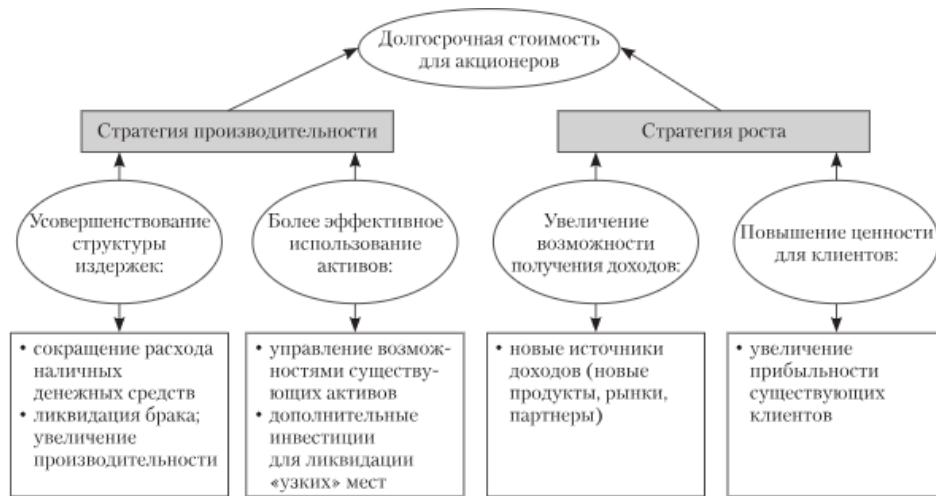 Долгосрочная стоимость
для акционеров
Стратегия производительности
Стратегия роста
Усовершенствование
структуры
издержек:
Более эффективное
использование
активов:
Увеличение
возможности
получения доходов:
Повышение ценности
для клиентов:
• сокращение расхода
наличных
денежных средств
• ликвидация брака;
увеличение
производительности
• управление возмож-
ностями существу-
ющих активов
• дополнительные
инвестиции
для ликвидации
«узких» мест
• новые источники
доходов (новые
продукты, рынки,
партнеры)
• увеличение
прибыльности
существующих
клиентов